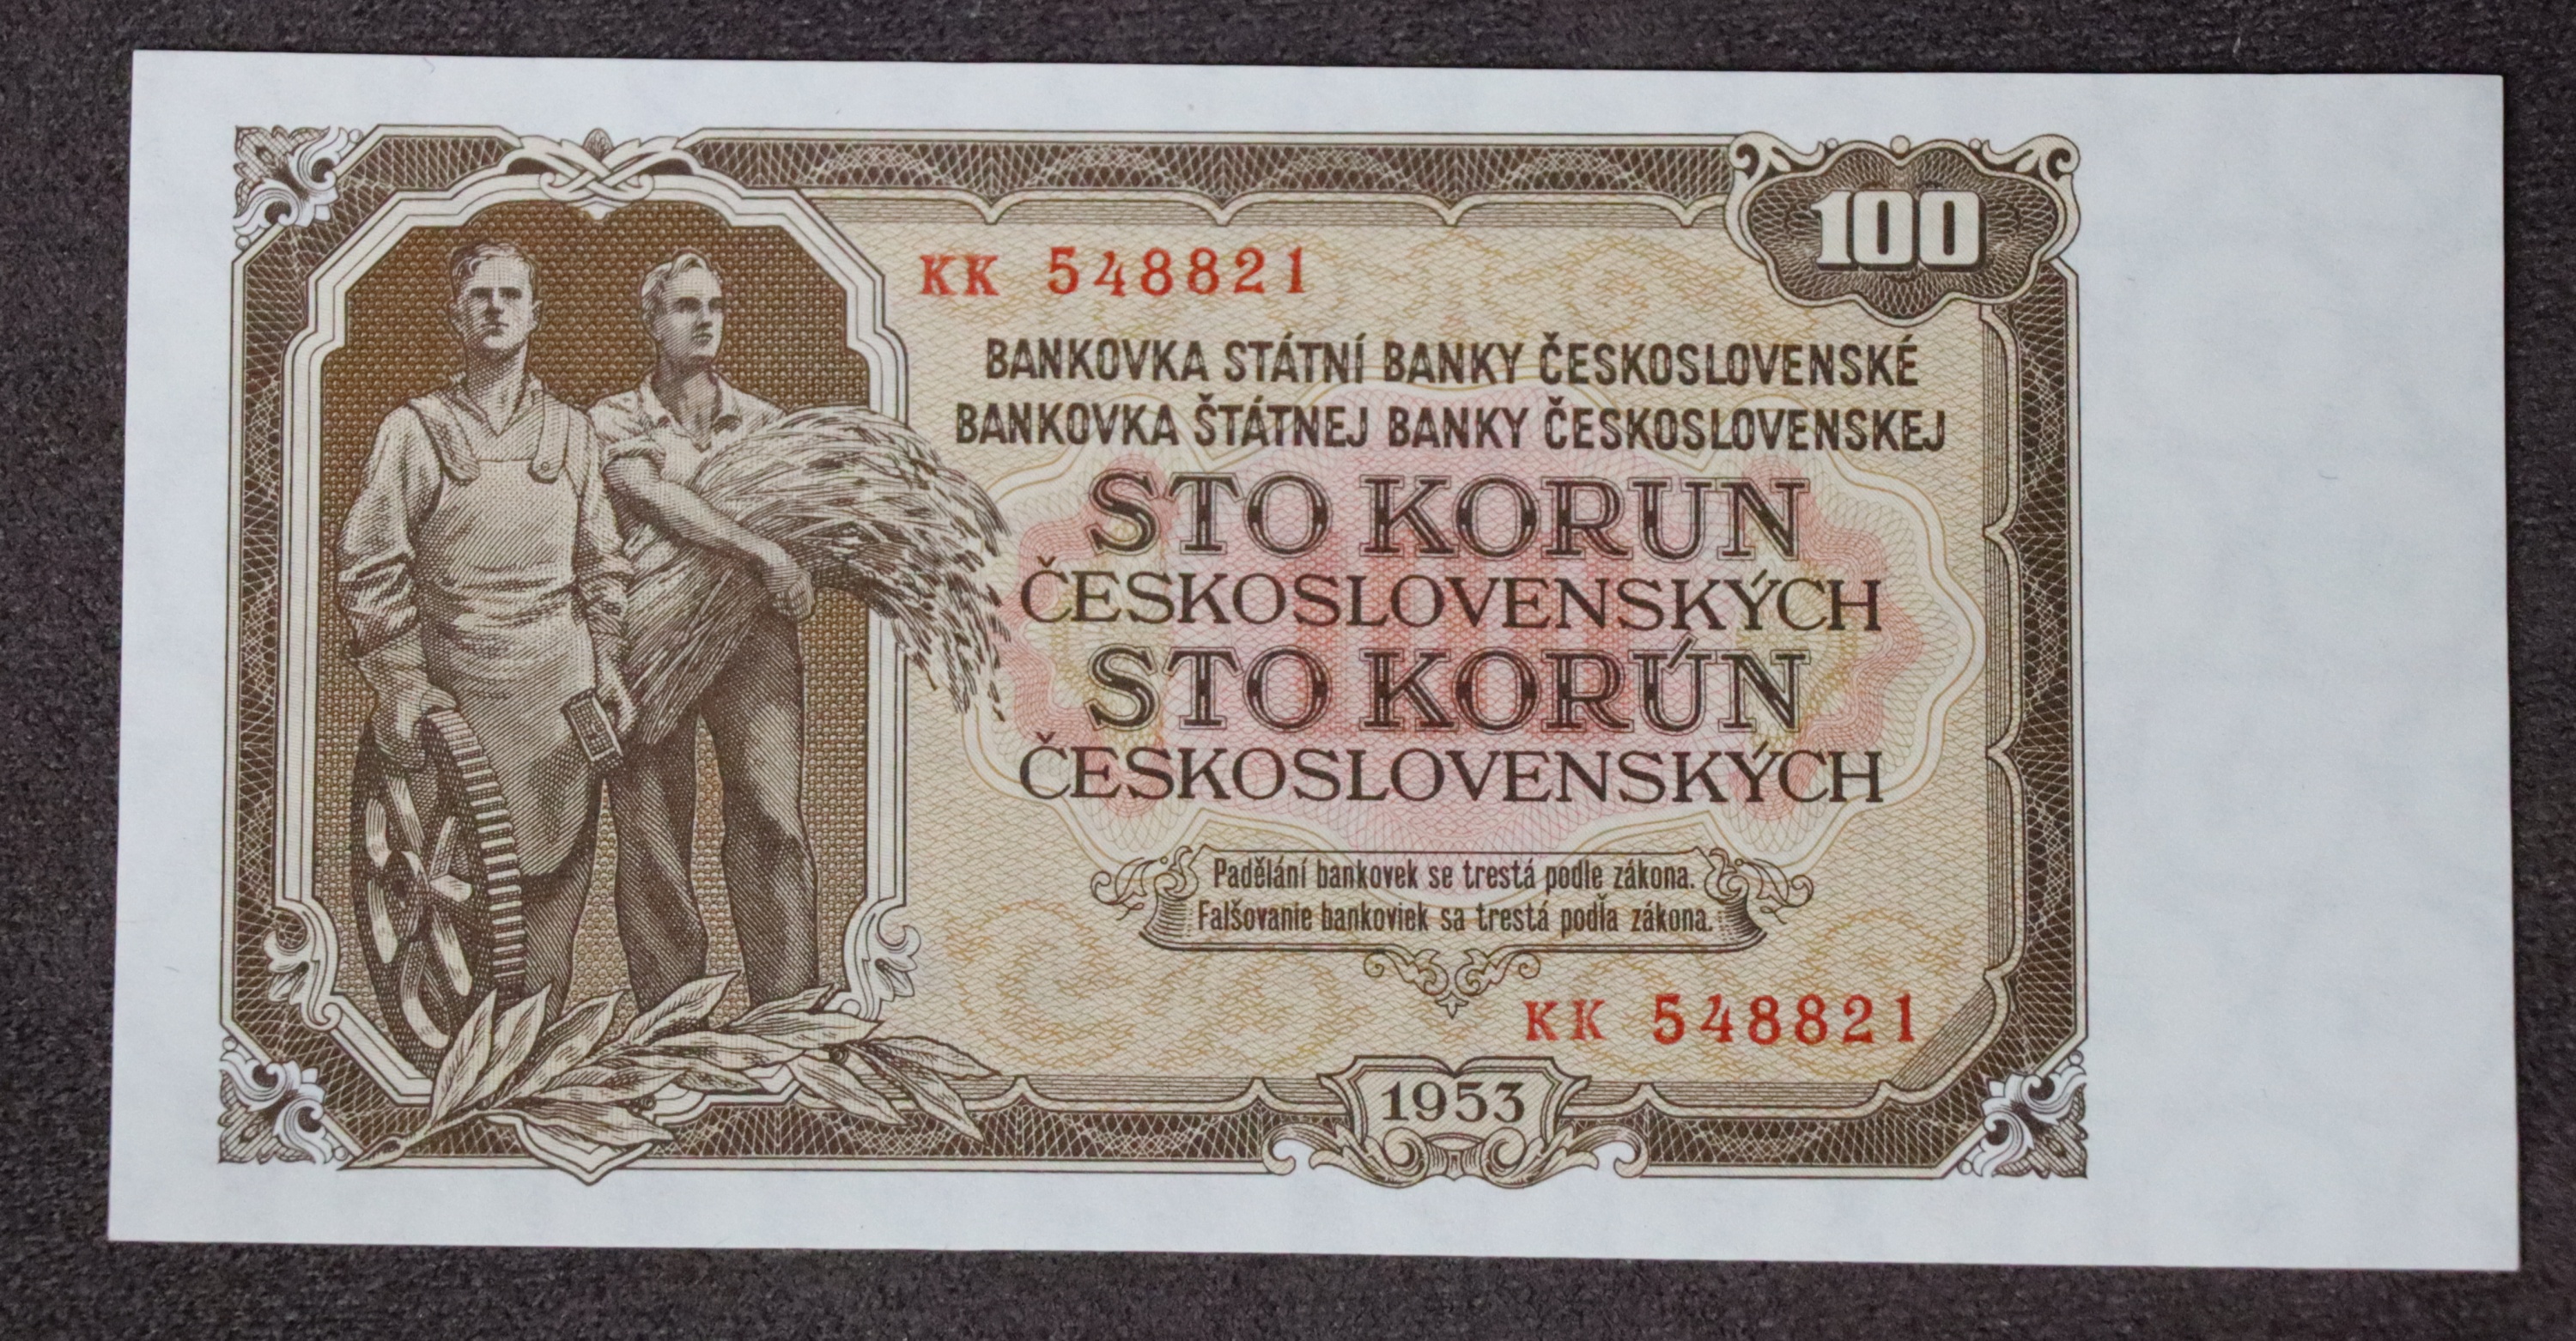 100
KK 548821
BANKOVKA STÁTNÍ BANKY ČESKOSLOVENSKÉ
BANKOVKA ŠTÁTNEJ BANKY ČESKOSLOVENSKEJ
STO KORUN
ČESKOSLOVENSKÝCH
STO KORÚN
ČESKOSLOVENSKÝCH
Padělání bankovek se trestá podle zákona.
Falšovanie bankoviek sa trestá podľa zákona.
KK 548821
1953